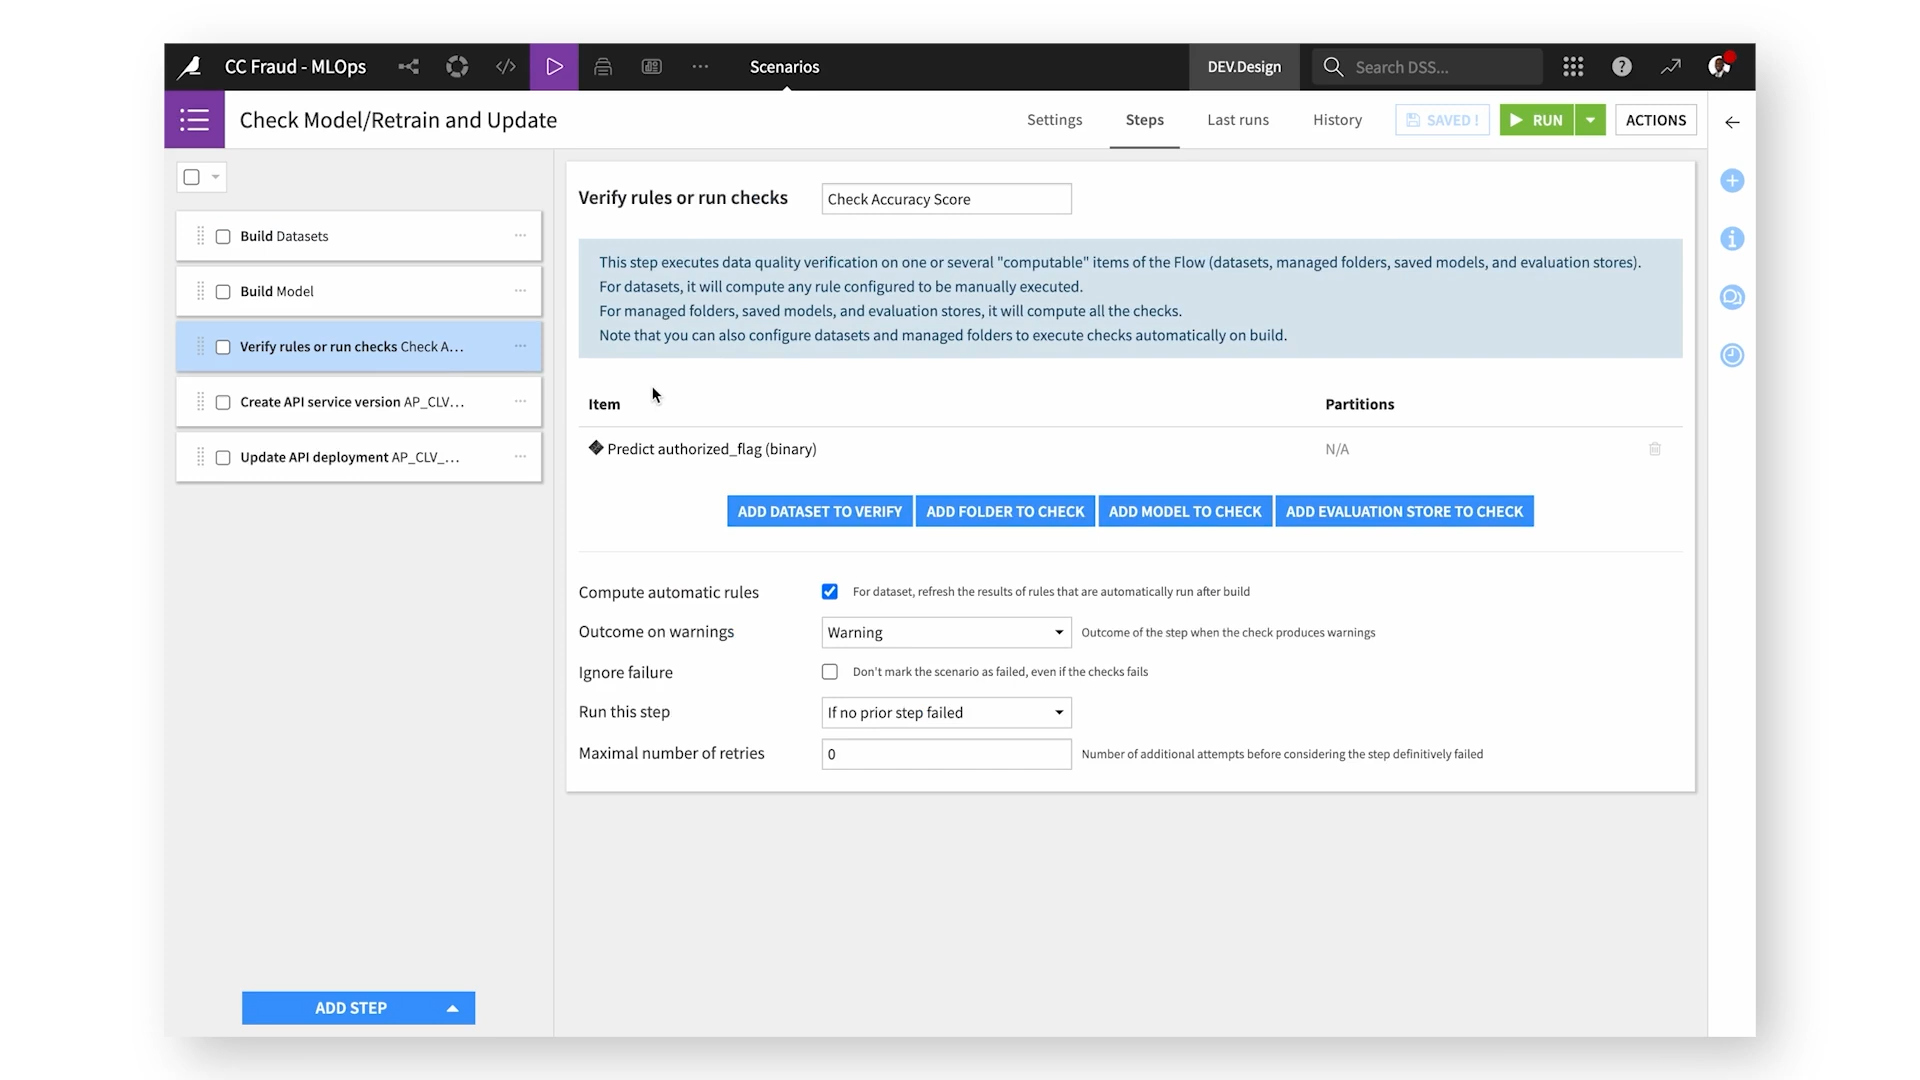 CC Fraud - MLOps
Scenarios
DEV.Design
Search DSS...
Check Model/Retrain and Update
Settings
Steps
Last runs
History
SAVED !
RUN
ACTIONS
Build Datasets
Build Model
Verify rules or run checks Check A...
Create API service version AP_CLV...
Update API deployment AP_CLV_...
ADD STEP
Verify rules or run checks
Check Accuracy Score
This step executes data quality verification on one or several "computable" items of the Flow (datasets, managed folders, saved models, and evaluation stores).
For datasets, it will compute any rule configured to be manually executed.
For managed folders, saved models, and evaluation stores, it will compute all the checks.
Note that you can also configure datasets and managed folders to execute checks automatically on build.
Item
Partitions
Predict authorized_flag (binary)
N/A
ADD DATASET TO VERIFY
ADD FOLDER TO CHECK
ADD MODEL TO CHECK
ADD EVALUATION STORE TO CHECK
Compute automatic rules
For dataset, refresh the results of rules that are automatically run after build
Outcome on warnings
Warning
Outcome of the step when the check produces warnings
Ignore failure
Don't mark the scenario as failed, even if the checks fails
Run this step
If no prior step failed
Maximal number of retries
0
Number of additional attempts before considering the step definitively failed